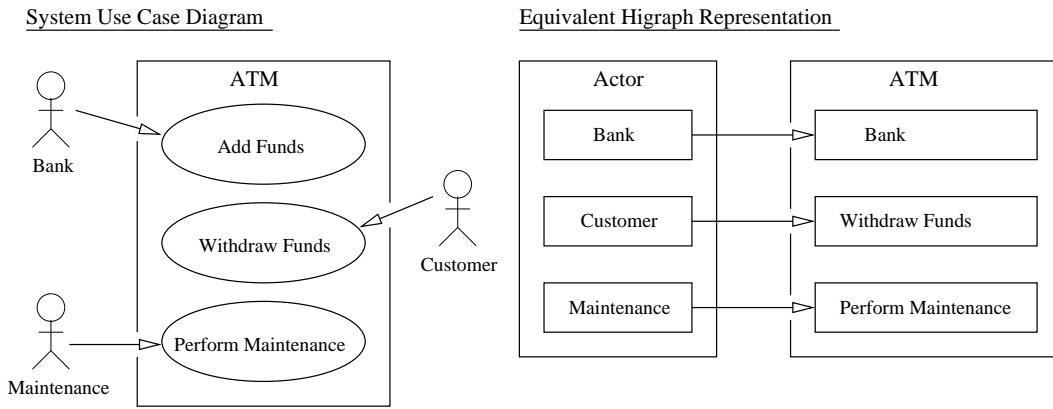 System Use Case Diagram
ATM
Bank
Add Funds
Withdraw Funds
Customer
Perform Maintenance
Maintenance
Equivalent Higraph Representation
Actor
ATM
Bank
Bank
Customer
Withdraw Funds
Maintenance
Perform Maintenance